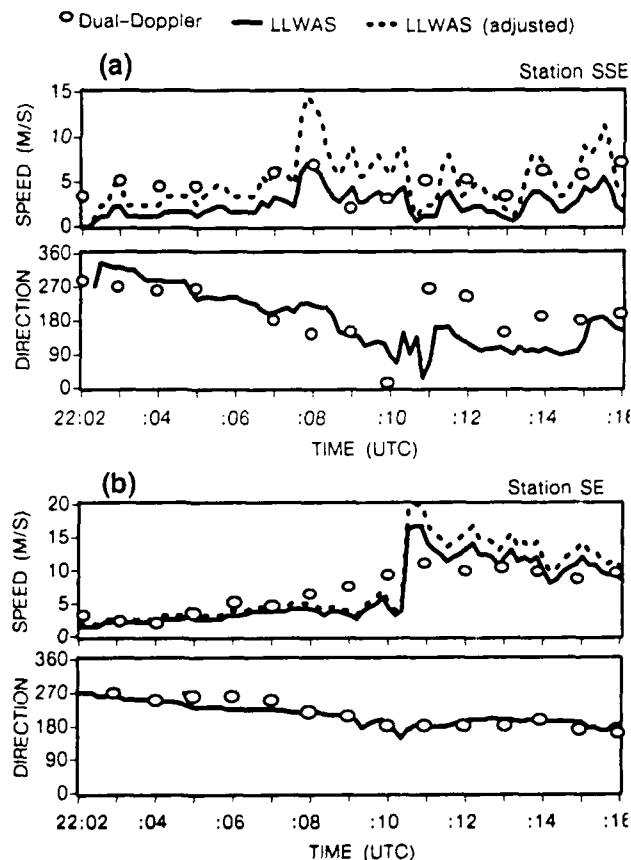 Dual-Doppler LLWAS LLWAS (adjusted)
(a) Station SSE
SPEED (M/S)
15
10
5
0
DIRECTION
360
270
180
90
0
22:02 :04 :06 :08 :10 :12 :14 :16
TIME (UTC)
(b) Station SE
SPEED (M/S)
20
15
10
5
0
DIRECTION
360
270
180
90
0
22:02 :04 :06 :08 :10 :12 :14 :16
TIME (UTC)